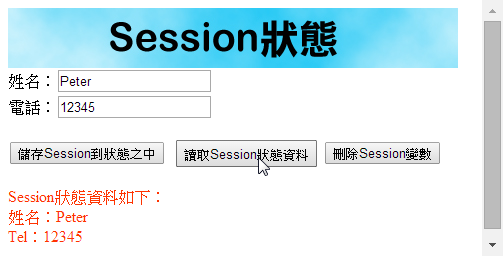 Session狀態
姓名：Peter
電話：12345
儲存Session到狀態之中 讀取Session狀態資料 刪除Session變數
Session狀態資料如下：
姓名：Peter
Tel：12345